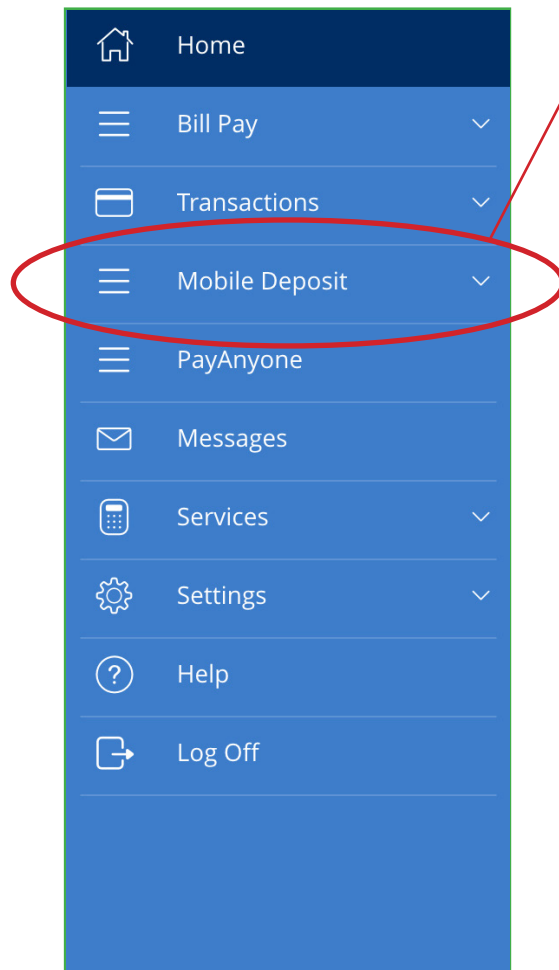 Home
Bill Pay
Transactions
Mobile Deposit
PayAnyone
Messages
Services
Settings
Help
Log Off